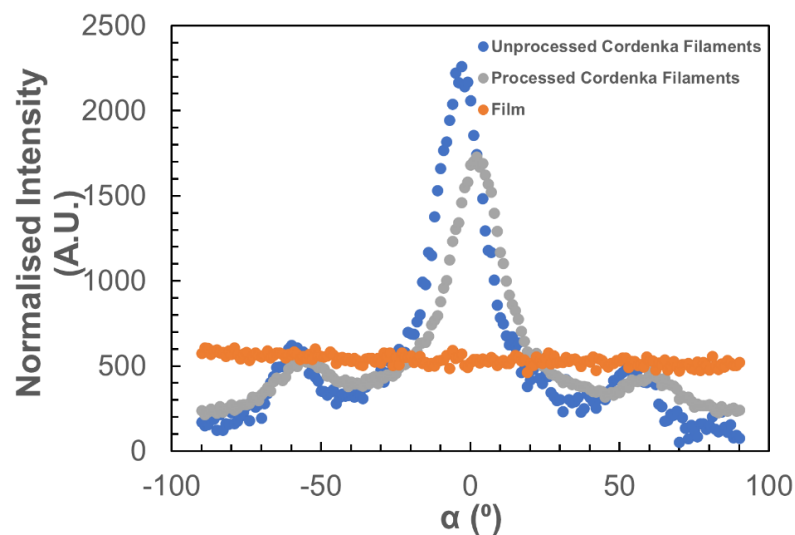 2500
2000
1500
1000
500
0
-100
-50
0
50
100
Normalised Intensity
(A.U.)
α (º)
Unprocessed Cordenka Filaments
Processed Cordenka Filaments
Film